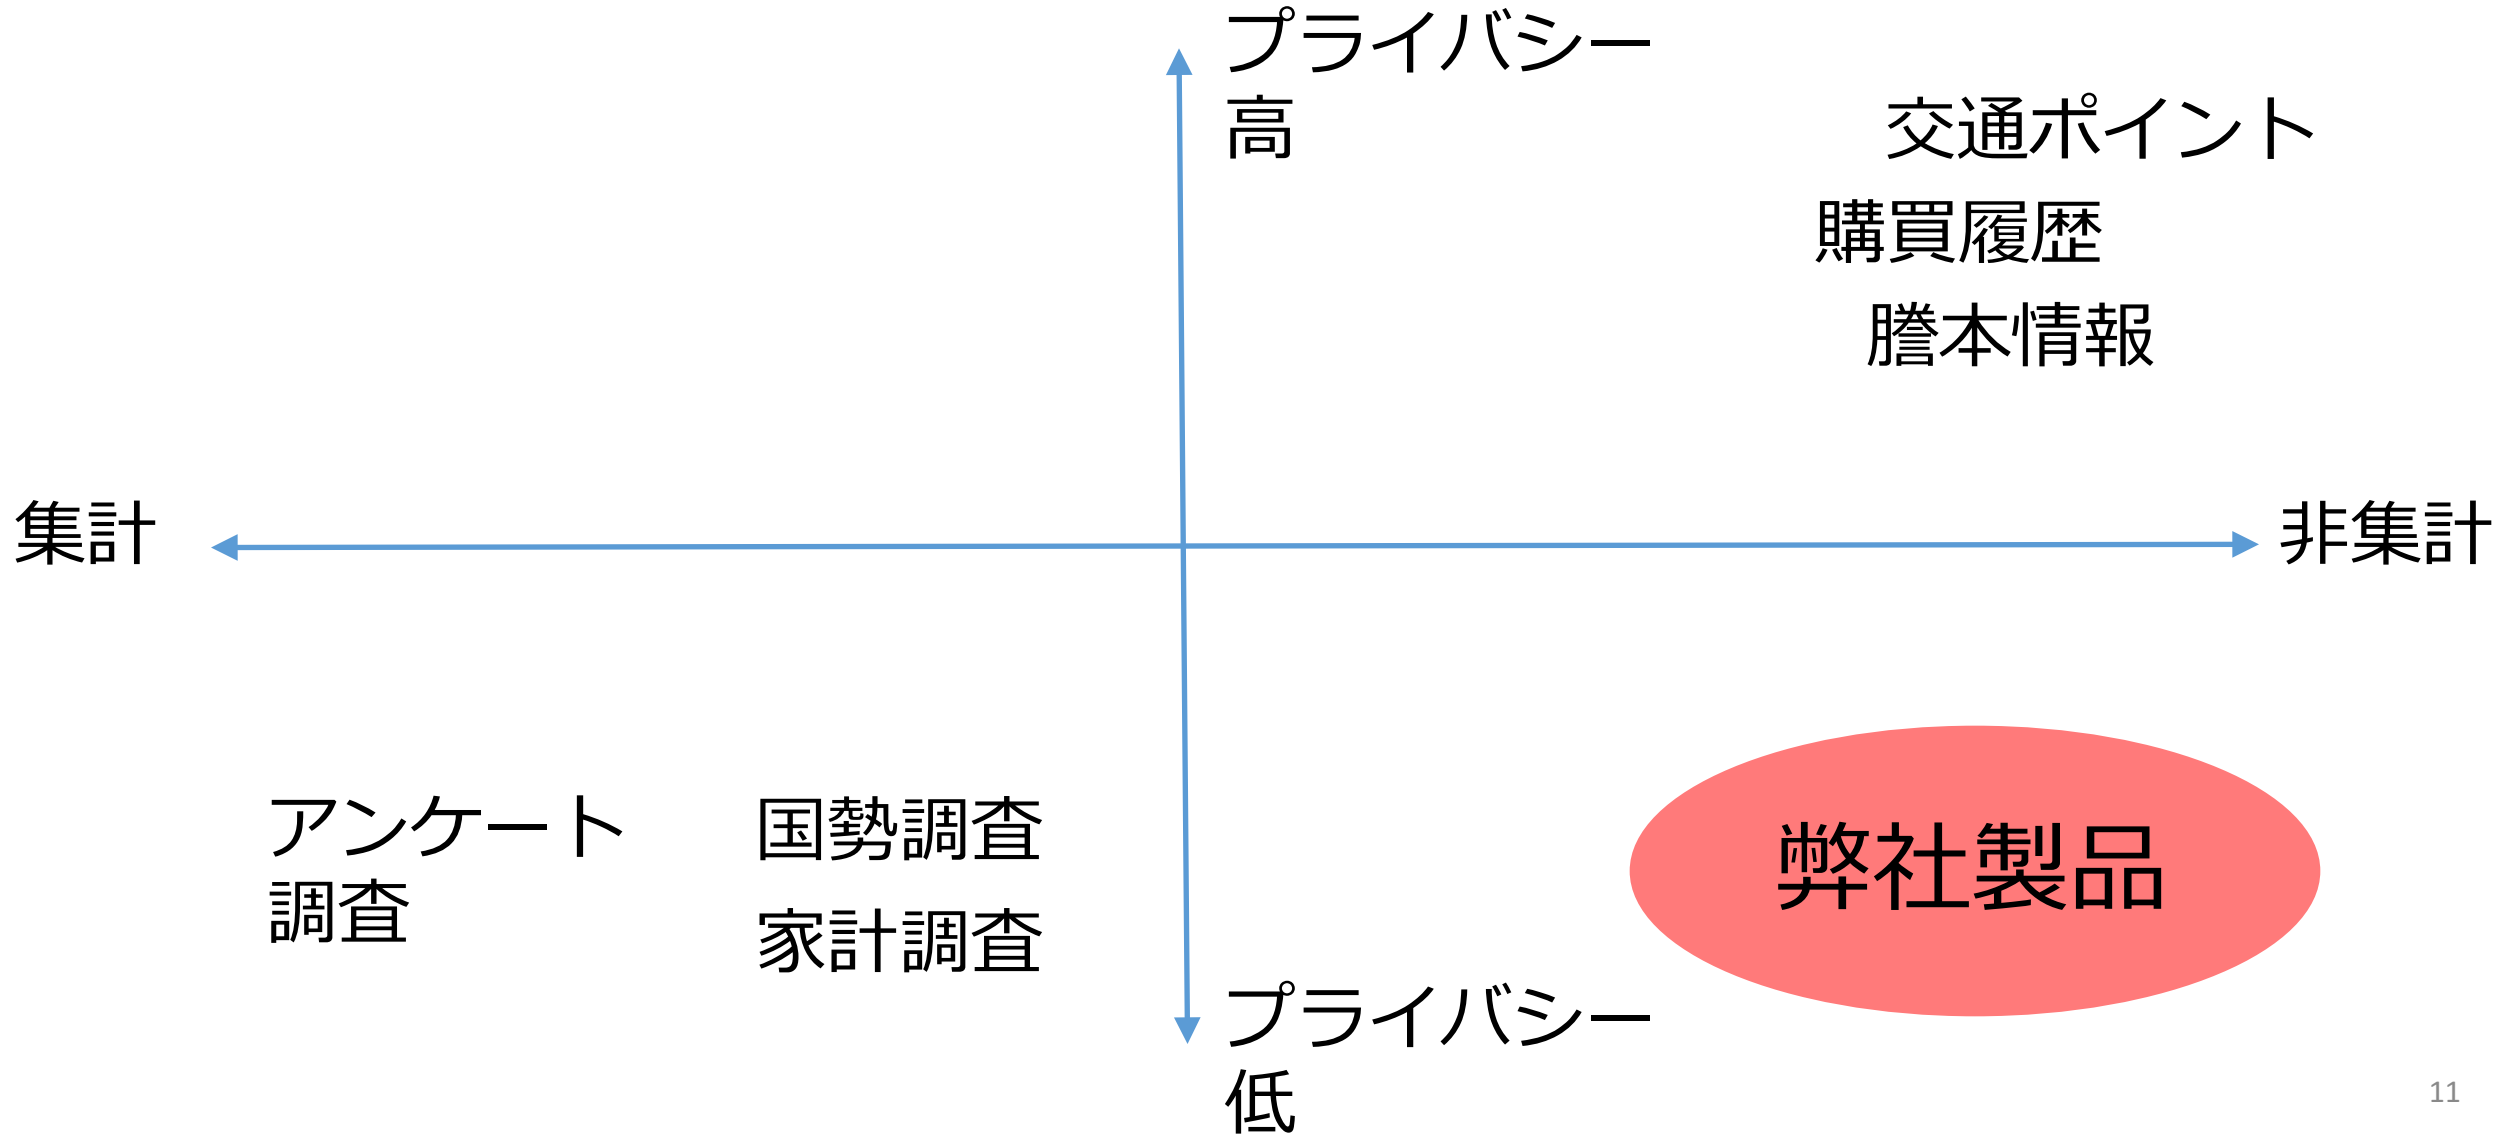 プライバシー
高
交通ポイント
購買履歴
謄本情報
集計
非集計
アンケート
調査
国勢調査
家計調査
弊社製品
プライバシー
低
11